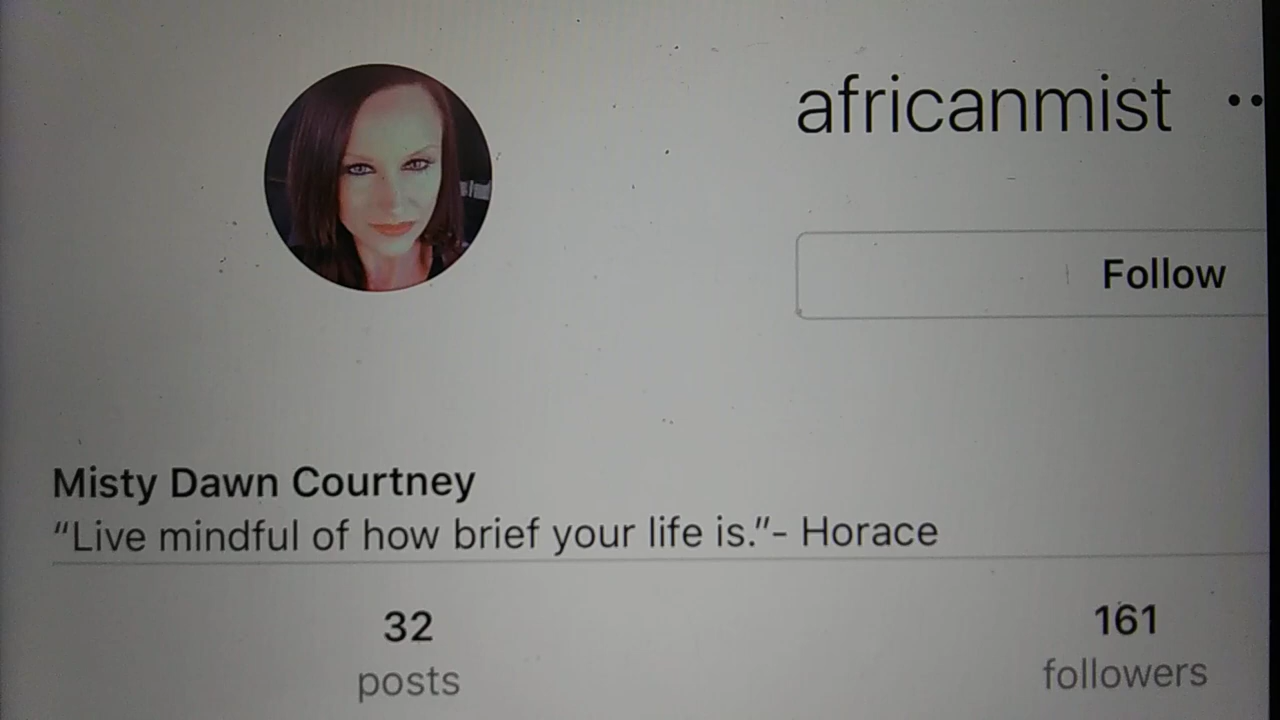 africanmist
Follow
Misty Dawn Courtney
“Live mindful of how brief your life is.”- Horace
32
161
posts
followers